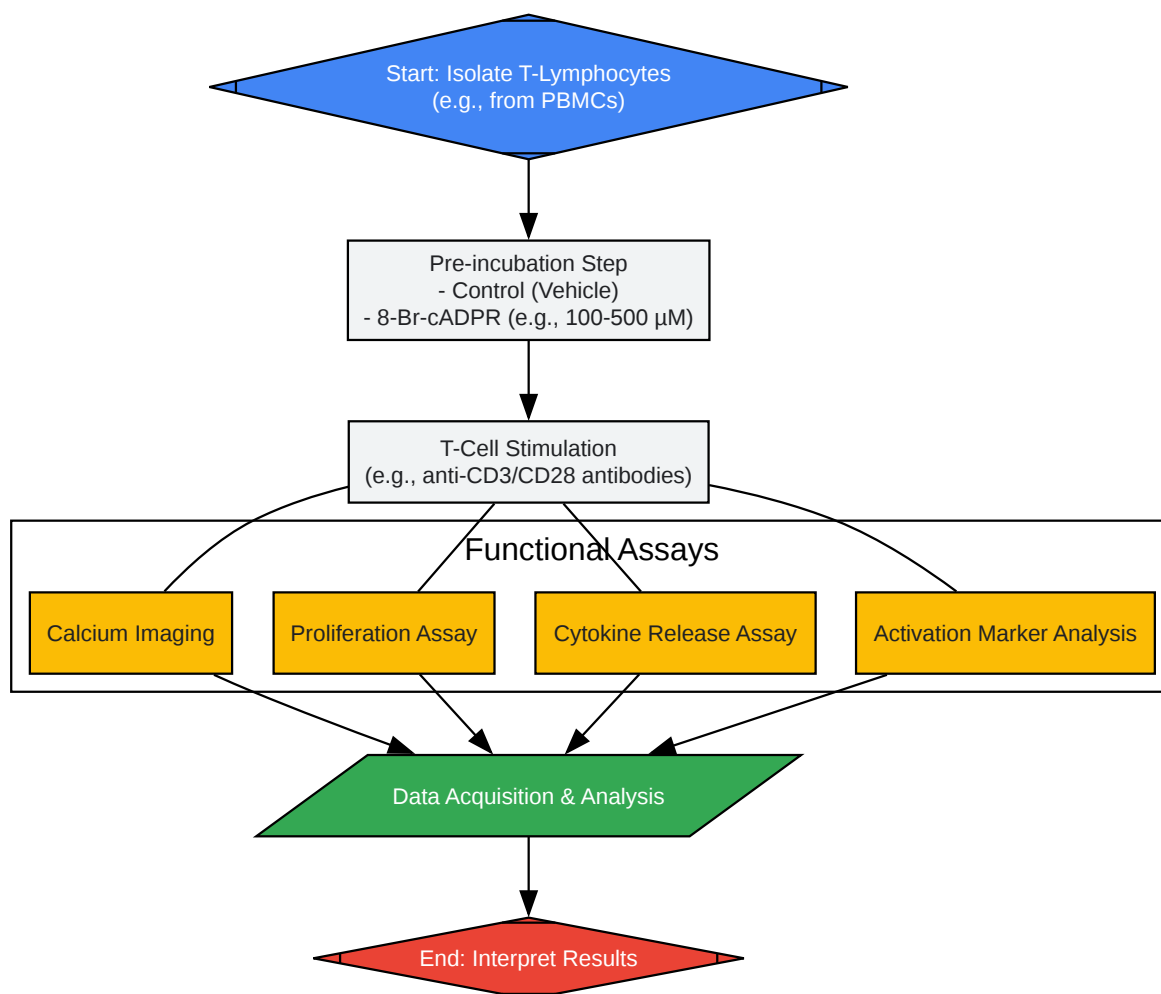 Start: Isolate T-Lymphocytes
(e.g., from PBMCs)
Pre-incubation Step
- Control (Vehicle)
- 8-Br-cADPR (e.g., 100-500 µM)
T-Cell Stimulation
(e.g., anti-CD3/CD28 antibodies)
Functional Assays
Calcium Imaging
Proliferation Assay
Cytokine Release Assay
Activation Marker Analysis
Data Acquisition & Analysis
End: Interpret Results